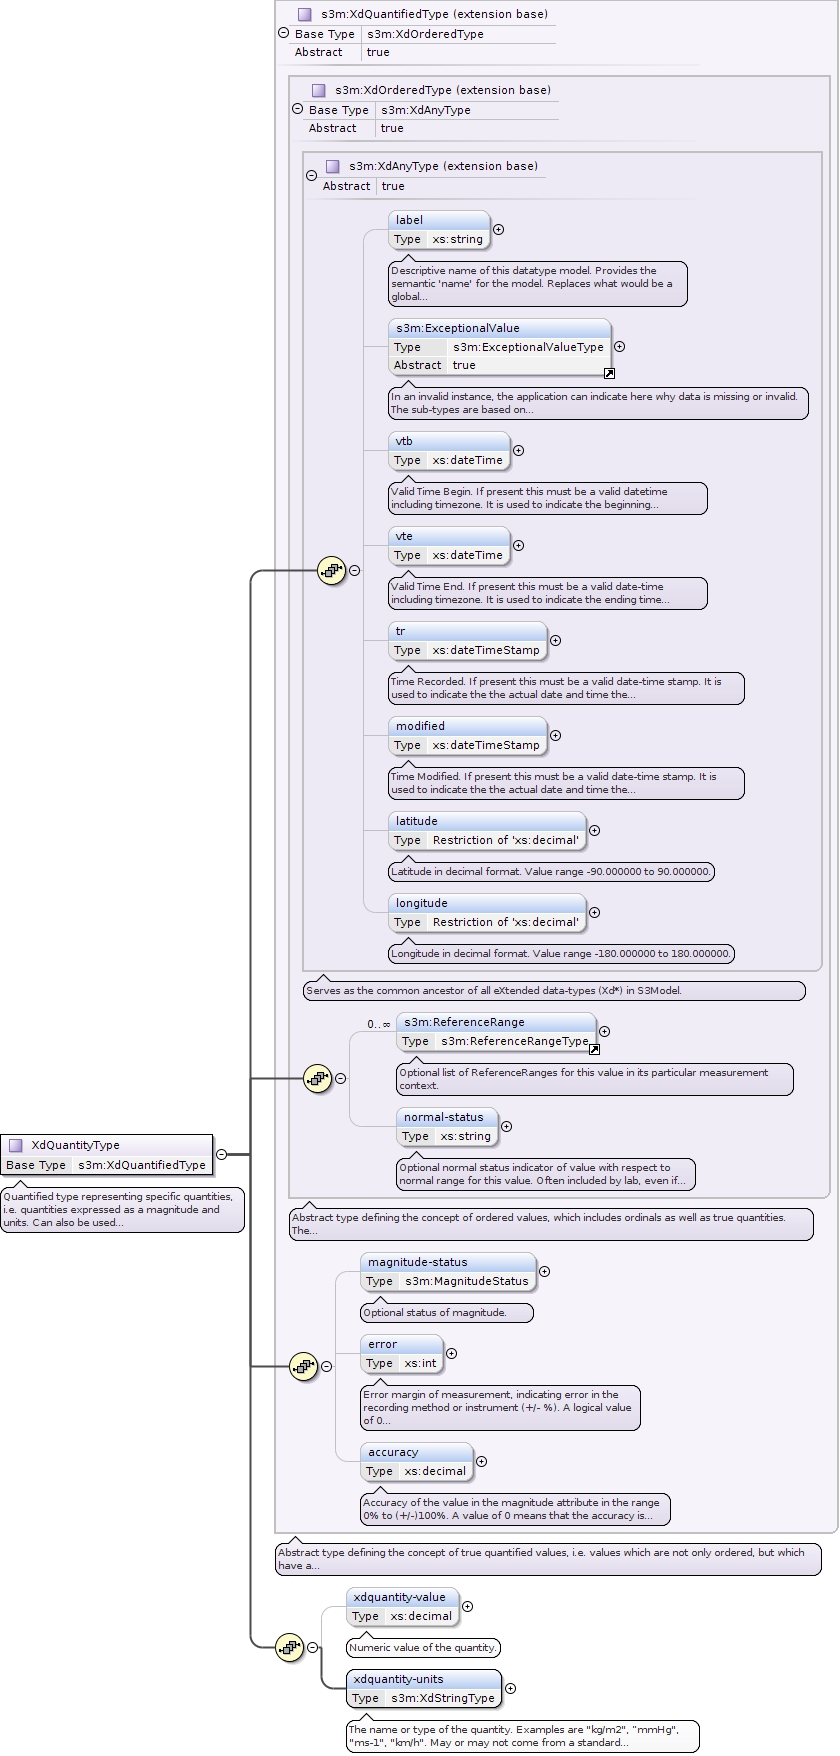 s3m:XdQuantifiedType (extension base)
Base Type s3m:XdOrderedType
Abstract true
s3m:XdOrderedType (extension base)
Base Type s3m:XdAnyType
Abstract true
s3m:XdAnyType (extension base)
Abstract true
label
Type xs:string
Descriptive name of this datatype model. Provides the
semantic 'name' for the model. Replaces what would be a
global...
s3m:ExceptionalValue
Type s3m:ExceptionalValueType
Abstract true
In an invalid instance, the application can indicate here why data is missing or invalid.
The sub-types are based on...
vtb
Type xs:dateTime
Valid Time Begin. If present this must be a valid datetime
including timezone. It is used to indicate the beginning...
vte
Type xs:dateTime
Valid Time End. If present this must be a valid date-time
including timezone. It is used to indicate the ending time...
tr
Type xs:dateTimeStamp
Time Recorded. If present this must be a valid date-time stamp. It is
used to indicate the the actual date and time the...
modified
Type xs:dateTimeStamp
Time Modified. If present this must be a valid date-time stamp. It is
used to indicate the the actual date and time the...
latitude
Type Restriction of 'xs:decimal'
Latitude in decimal format. Value range -90.000000 to 90.000000.
longitude
Type Restriction of 'xs:decimal'
Longitude in decimal format. Value range -180.000000 to 180.000000.
Serves as the common ancestor of all eXtended data-types (Xd*) in S3Model.
0..∞
s3m:ReferenceRange
Type s3m:ReferenceRangeType
Optional list of ReferenceRanges for this value in its particular measurement
context.
normal-status
Type xs:string
Optional normal status indicator of value with respect to
normal range for this value. Often included by lab, even if...
XdQuantityType
Base Type s3m:XdQuantifiedType
Quantified type representing specific quantities,
i.e. quantities expressed as a magnitude and
units. Can also be used...
Abstract type defining the concept of ordered values, which includes ordinals as well as true quantities.
The...
magnitude-status
Type s3m:MagnitudeStatus
Optional status of magnitude.
error
Type xs:int
Error margin of measurement, indicating error in the
recording method or instrument (+/- %). A logical value
of 0...
accuracy
Type xs:decimal
Accuracy of the value in the magnitude attribute in the range
0% to (+/-)100%. A value of 0 means that the accuracy is...
Abstract type defining the concept of true quantified values, i.e. values which are not only ordered, but which
have a...
xdquantity-value
Type xs:decimal
Numeric value of the quantity.
xdquantity-units
Type s3m:XdStringType
The name or type of the quantity. Examples are "kg/m2", "mmHg",
"ms-1", "km/h". May or may not come from a standard...